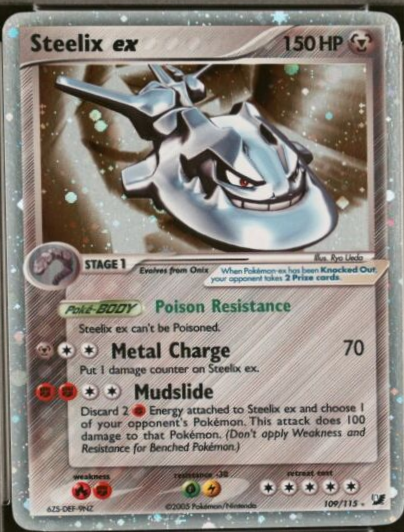 Steelix ex 150 HP
Illus. Ryo Ueda
STAGE 1 Evolves from Onix
When Pokémon-ex has been Knocked Out,
your opponent takes 2 Prize cards.
Poké-BODY Poison Resistance
Steelix ex can't be Poisoned.
Metal Charge 70
Put 1 damage counter on Steelix ex.
Mudslide
Discard 2 Energy attached to Steelix ex and choose 1
of your opponent's Pokémon. This attack does 100
damage to that Pokémon. (Don't apply Weakness and
Resistance for Benched Pokémon.)
weakness resistance -30 retreat cost
6ZS-DEF-9NZ ©2005 Pokémon/Nintendo 109/115